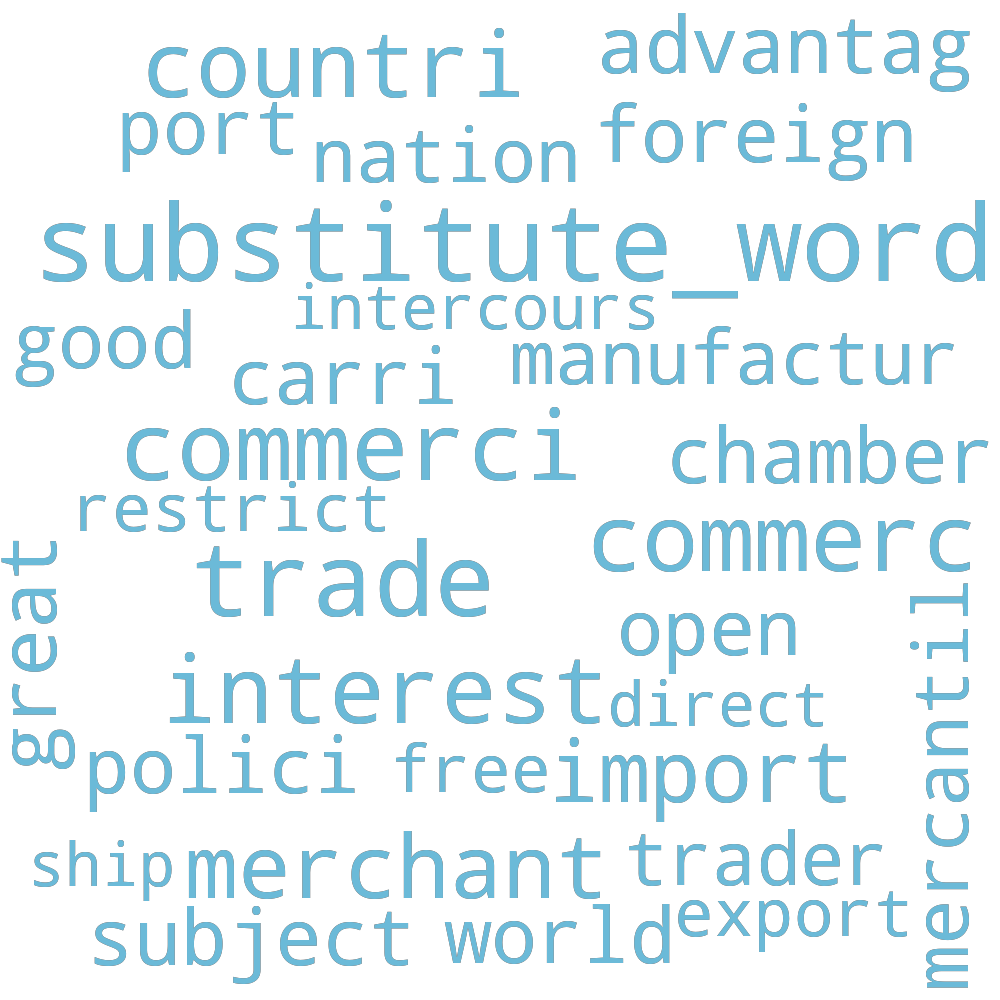 countri
advantag
port
nation
foreign
substitute_word
intercours
good
carri
manufactur
commerci
chamber
restrict
commerc
great
trade
open
mercantil
interest
direct
polici
free
import
ship
merchant
trader
export
subject
world